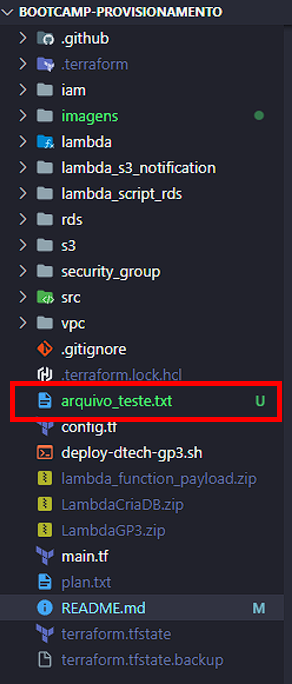 BOOTCAMP-PROVISIONAMENTO
.github
.terraform
iam
imagens
lambda
lambda_s3_notification
lambda_script_rds
rds
s3
security_group
src
vpc
.gitignore
.terraform.lock.hcl
arquivo_teste.txt U
config.tf
deploy-dtech-gp3.sh
lambda_function_payload.zip
LambdaCriaDB.zip
LambdaGP3.zip
main.tf
plan.txt
README.md M
terraform.tfstate
terraform.tfstate.backup